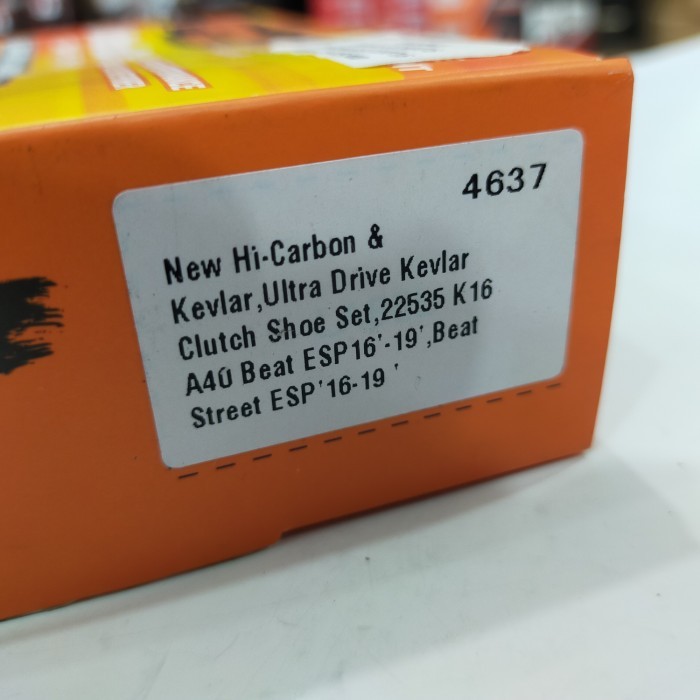 4637
New Hi-Carbon &
Kevlar,Ultra Drive Kevlar
Clutch Shoe Set,22535 K16
A40 Beat ESP16'-19',Beat
Street ESP'16-19 '